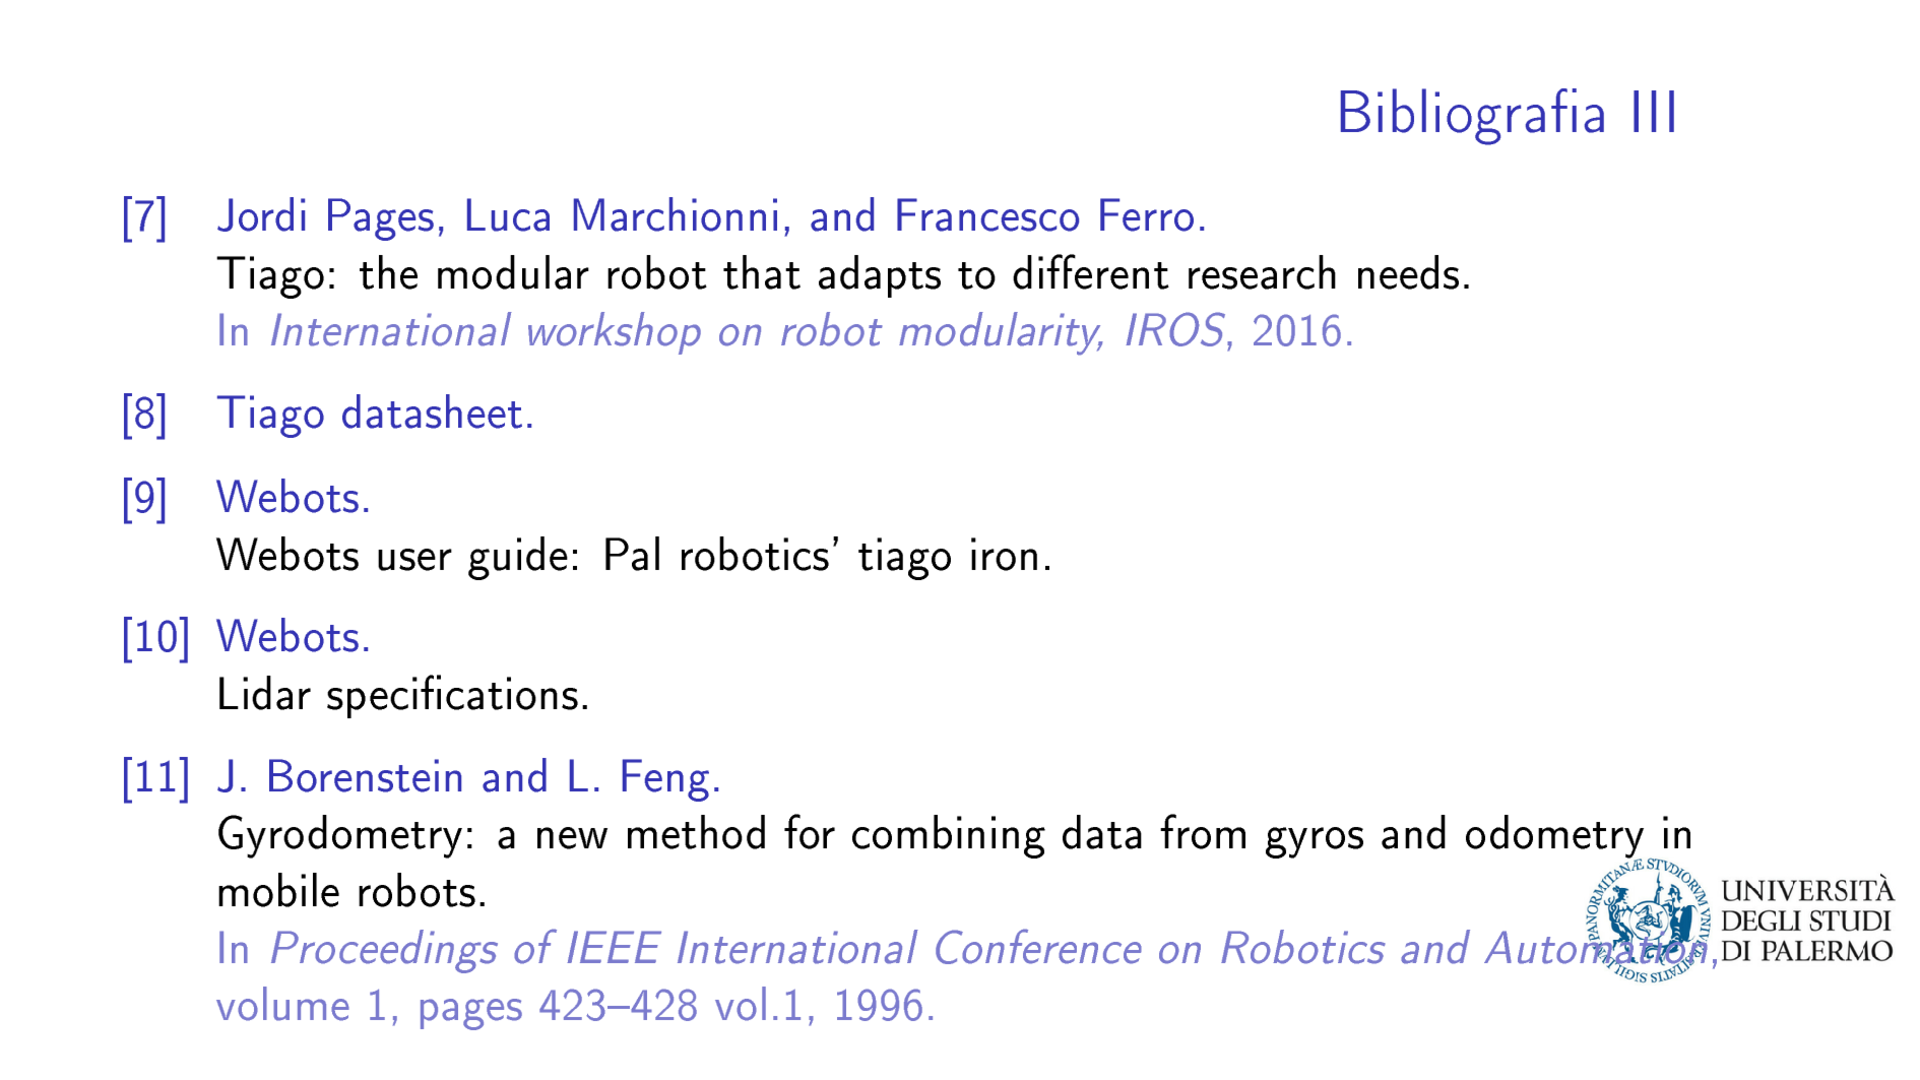 Bibliografia III
[7] Jordi Pages, Luca Marchionni, and Francesco Ferro.
Tiago: the modular robot that adapts to different research needs.
In International workshop on robot modularity, IROS, 2016.
[8] Tiago datasheet.
[9] Webots.
Webots user guide: Pal robotics' tiago iron.
[10] Webots.
Lidar specifications.
[11] J. Borenstein and L. Feng.
Gyrodometry: a new method for combining data from gyros and odometry in
mobile robots.
In Proceedings of IEEE International Conference on Robotics and Automation,
volume 1, pages 423–428 vol.1, 1996.
UNIVERSITÀ
DEGLI STUDI
DI PALERMO